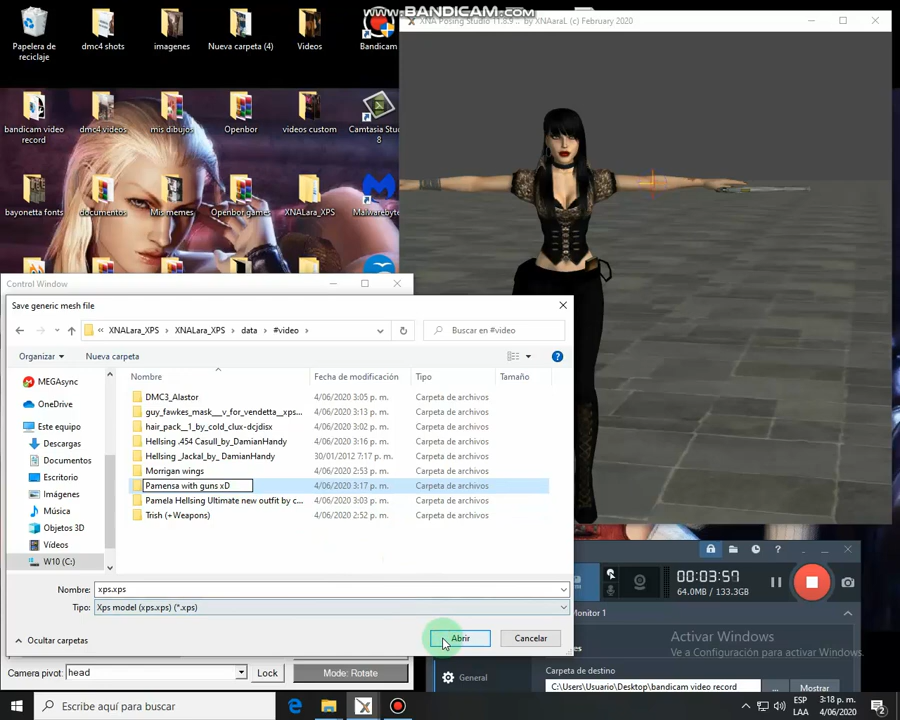 www.BANDICAM.com
XNA Posing Studio 11.8.9 :. by XNAaraL (c) February 2020
Papelera de reciclaje
dmc4 shots
imagenes
Nueva carpeta (4)
Videos
Bandicam
bandicam video record
dmc4 videos
mis dibujos
Openbor
videos custom
Camtasia Studi 8
bayonetta fonts
documentos
Mis memes
Openbor games
XNALara_XPS
Malwarebyte
Control Window
Save generic mesh file
« XNALara_XPS › XNALara_XPS › data › #video ›
Buscar en #video
Organizar
Nueva carpeta
Nombre
Fecha de modificación
Tipo
Tamaño
MEGAsync
OneDrive
Este equipo
Descargas
Documentos
Escritorio
Imágenes
Música
Objetos 3D
Vídeos
W10 (C:)
DMC3_Alastor 4/06/2020 3:05 p. m. Carpeta de archivos
guy_fawkes_mask__v_for_vendetta__xps... 4/06/2020 3:13 p. m. Carpeta de archivos
hair_pack__1_by_cold_clux-dcjdisx 4/06/2020 3:02 p. m. Carpeta de archivos
Hellsing .454 Casull_by_DamianHandy 4/06/2020 3:16 p. m. Carpeta de archivos
Hellsing _Jackal_by_ DamianHandy 30/01/2012 7:17 p. m. Carpeta de archivos
Morrigan wings 4/06/2020 2:53 p. m. Carpeta de archivos
Pamensa with guns xD 4/06/2020 3:17 p. m. Carpeta de archivos
Pamela Hellsing Ultimate new outfit by c... 4/06/2020 3:03 p. m. Carpeta de archivos
Trish (+Weapons) 4/06/2020 2:52 p. m. Carpeta de archivos
Nombre: xps.xps
Tipo: Xps model (xps.xps) (*.xps)
Ocultar carpetas
Abrir
Cancelar
Camera pivot: head
Lock
Mode: Rotate
00:03:57
64.0MB / 133.3GB
Monitor 1
Activar Windows
Ve a Configuración para activar Windows.
General
Carpeta de destino
C:\Users\Usuario\Desktop\bandicam video record
...
Mostrar
Escribe aquí para buscar
ESP
LAA
3:18 p. m.
4/06/2020
2